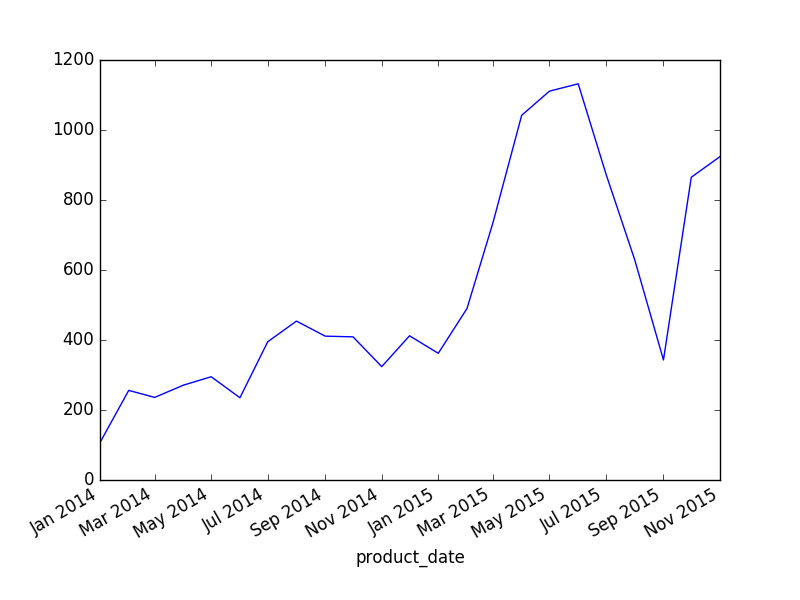 1200
1000
800
600
400
200
0
Jan 2014
Mar 2014
May 2014
Jul 2014
Sep 2014
Nov 2014
Jan 2015
Mar 2015
May 2015
Jul 2015
Sep 2015
Nov 2015
product_date